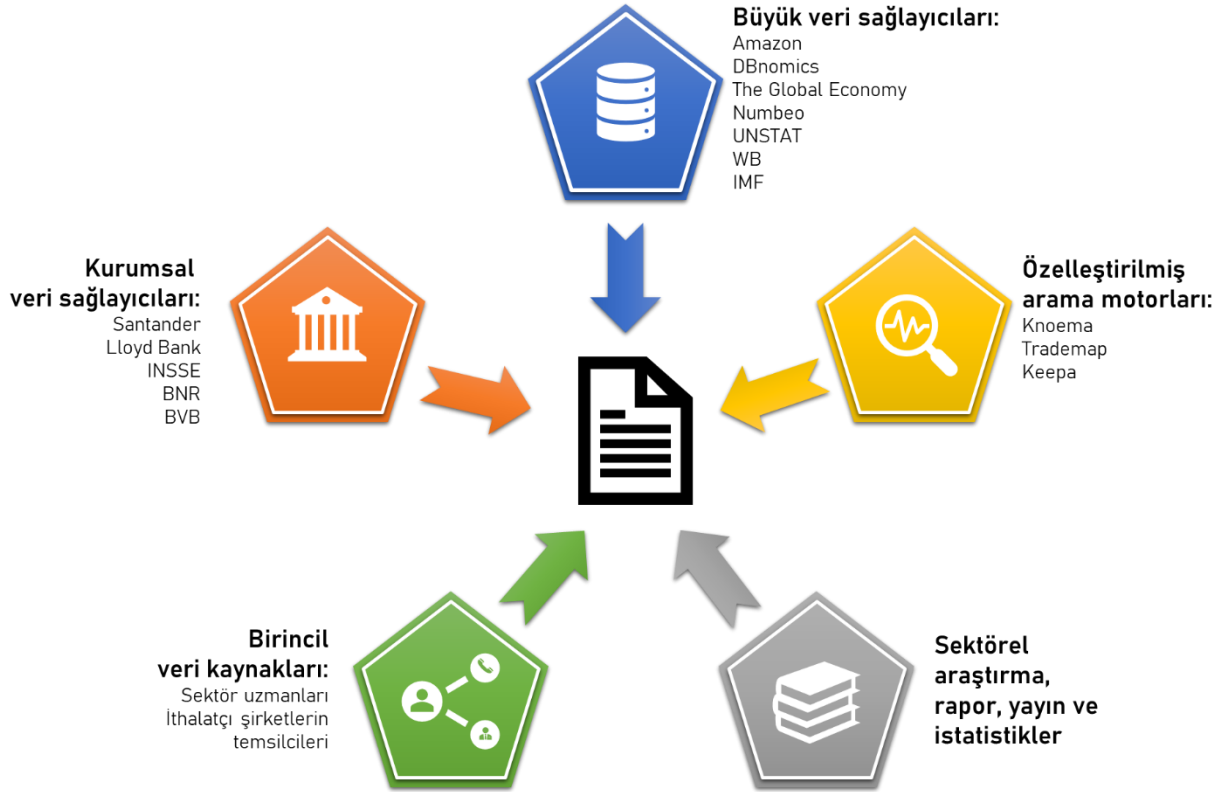 Büyük veri sağlayıcıları:
Amazon
DBnomics
The Global Economy
Numbeo
UNSTAT
WB
IMF
Kurumsal
veri sağlayıcıları:
Santander
Lloyd Bank
INSSE
BNR
BVB
Özelleştirilmiş
arama motorları:
Knoema
Trademap
Keepa
Birincil
veri kaynakları:
Sektör uzmanları
İthalatçı şirketlerin
temsilcileri
Sektörel
araştırma,
rapor, yayın ve
istatistikler